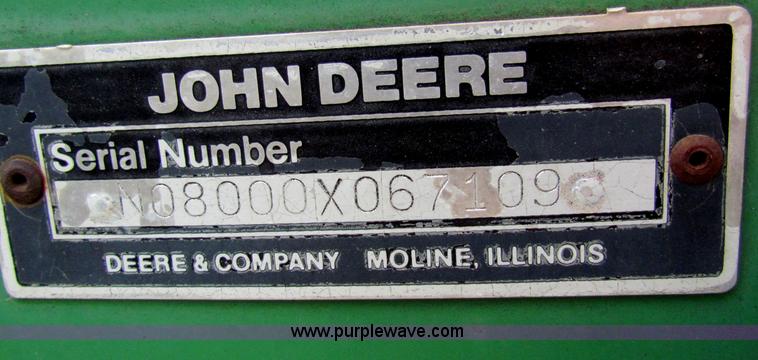 JOHN DEERE
Serial Number
N08000X067109
DEERE & COMPANY MOLINE, ILLINOIS
www.purplewave.com